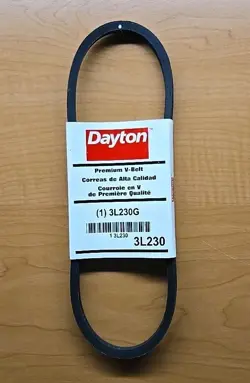 Dayton
Premium V-Belt
Correas de Alta Calidad
Courroie en V
de Première Qualité
(1) 3L230G
1 3L230
3L230